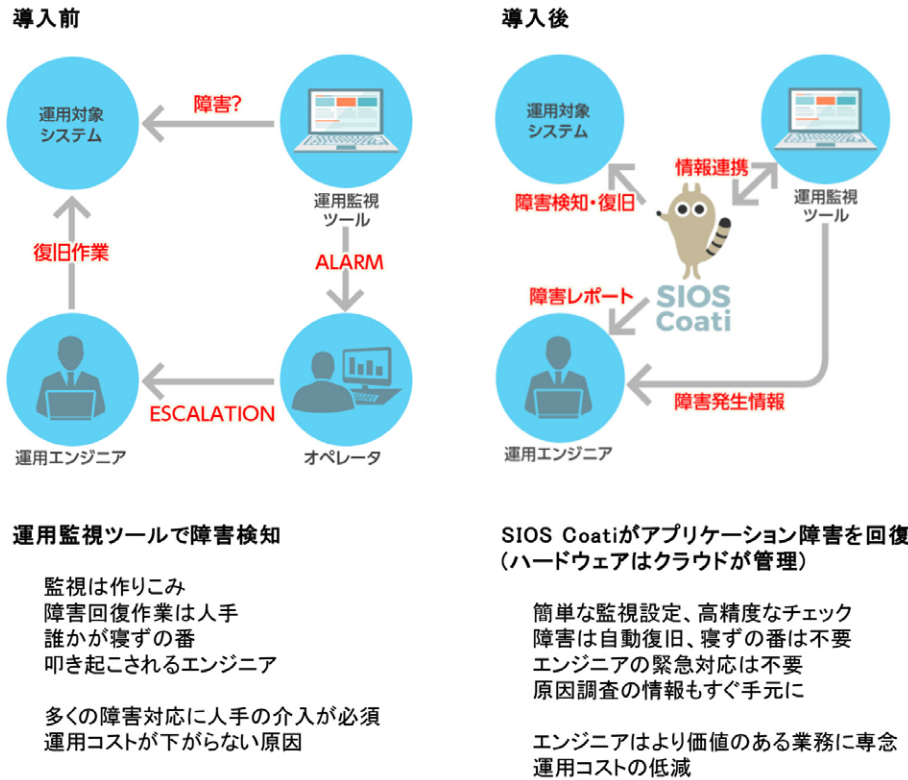 導入前
障害?
運用対象
システム
運用監視
ツール
復旧作業
ALARM
ESCALATION
運用エンジニア
オペレータ
運用監視ツールで障害検知
監視は作りこみ
障害回復作業は人手
誰かが寝ずの番
叩き起こされるエンジニア
多くの障害対応に人手の介入が必須
運用コストが下がらない原因
導入後
運用対象
システム
情報連携
障害検知・復旧
運用監視
ツール
障害レポート
SIOS
Coati
障害発生情報
運用エンジニア
SIOS Coatiがアプリケーション障害を回復
(ハードウェアはクラウドが管理)
簡単な監視設定、高精度なチェック
障害は自動復旧、寝ずの番は不要
エンジニアの緊急対応は不要
原因調査の情報もすぐ手元に
エンジニアはより価値のある業務に専念
運用コストの低減